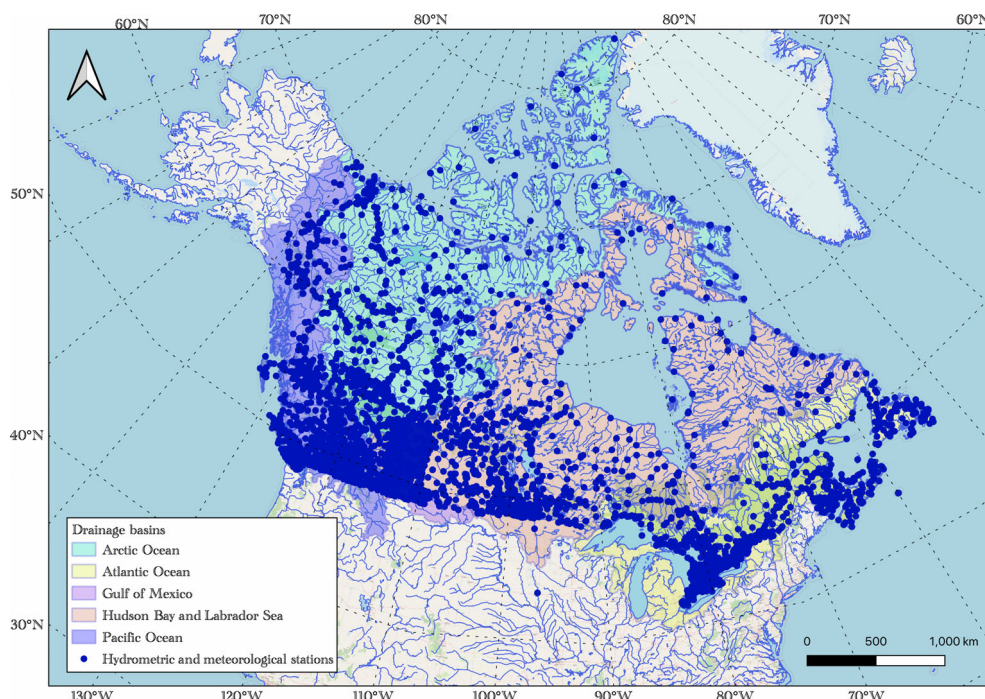 60°N 70°N 80°N 80°N 70°N 60°N
50°N
40°N
30°N
Drainage basins
Arctic Ocean
Atlantic Ocean
Gulf of Mexico
Hudson Bay and Labrador Sea
Pacific Ocean
Hydrometric and meteorological stations
0 500 1,000 km
130°W 120°W 110°W 100°W 90°W 80°W 70°W